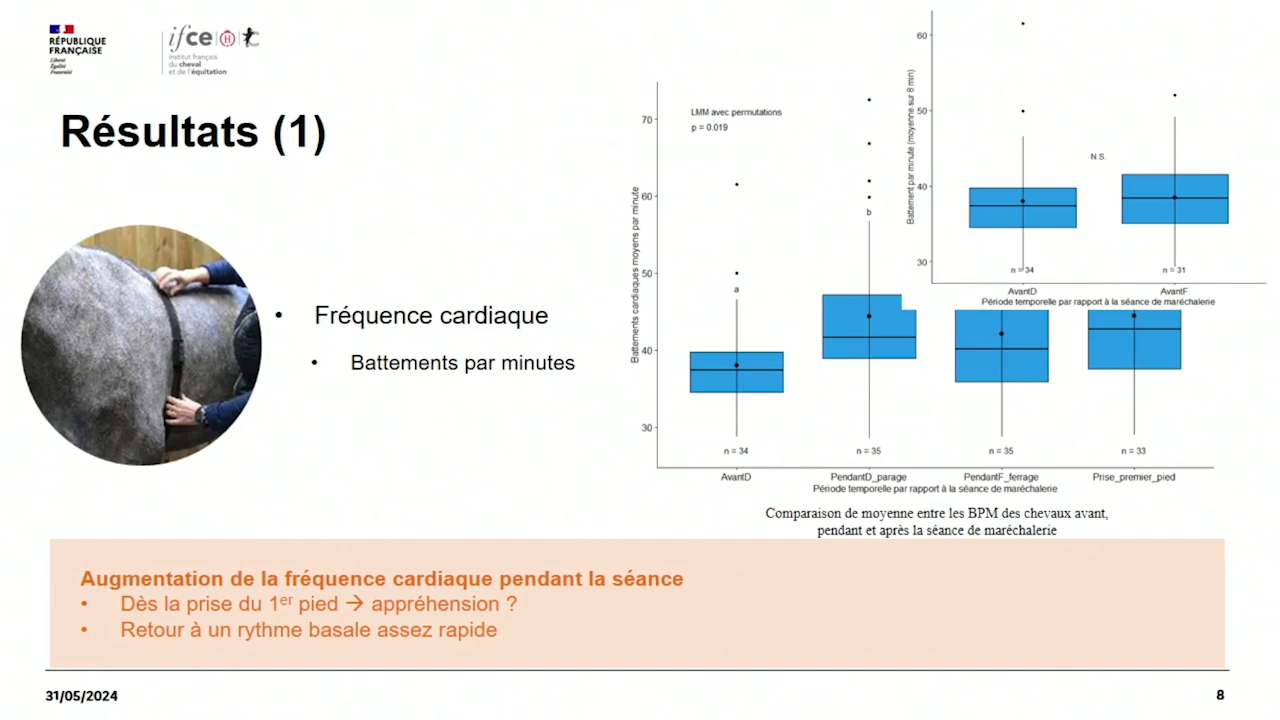 RÉPUBLIQUE
FRANÇAISE
Liberté
Égalité
Fraternité
ifce
institut français
du cheval
et de l'équitation
Résultats (1)
• Fréquence cardiaque
• Battements par minutes
LMM avec permutations
p = 0.019
Battements cardiaques moyens par minute
70
60
50
40
30
a
b
n = 34
n = 35
n = 35
n = 33
AvantD
PendantD_parage
PendantF_ferrage
Prise_premier_pied
Période temporelle par rapport à la séance de maréchalerie
Battement par minute (moyenne sur 8 min)
60
50
40
30
N.S.
n = 34
n = 31
AvantD
AvantF
Période temporelle par rapport à la séance de maréchalerie
Comparaison de moyenne entre les BPM des chevaux avant,
pendant et après la séance de maréchalerie
Augmentation de la fréquence cardiaque pendant la séance
• Dès la prise du 1er pied → appréhension ?
• Retour à un rythme basale assez rapide
31/05/2024
8